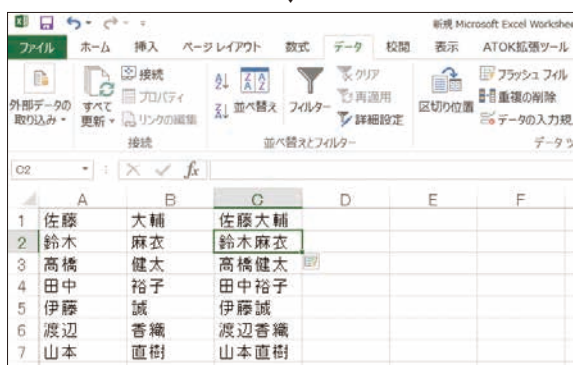 新規 Microsoft Excel Workshee
ファイル ホーム 挿入 ページ レイアウト 数式 データ 校閲 表示 ATOK拡張ツール
外部データの取り込み
すべて更新
接続
プロパティ
リンクの編集
接続
並べ替え
フィルター
クリア
再適用
詳細設定
並べ替えとフィルター
区切り位置
フラッシュ フィル
重複の削除
データの入力規
データ ツ
C2 fx
A B C D E F
1 佐藤 大輔 佐藤大輔
2 鈴木 麻衣 鈴木麻衣
3 高橋 健太 高橋健太
4 田中 裕子 田中裕子
5 伊藤 誠 伊藤誠
6 渡辺 香織 渡辺香織
7 山本 直樹 山本直樹